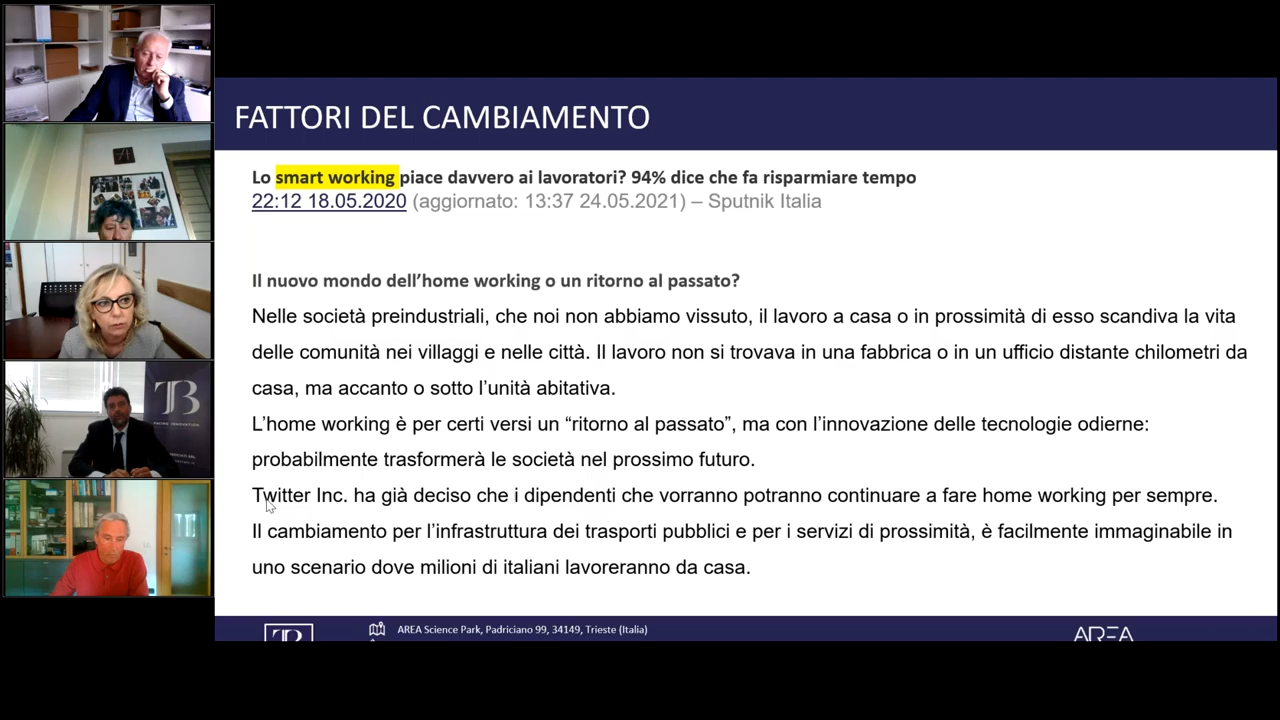 FATTORI DEL CAMBIAMENTO
Lo smart working piace davvero ai lavoratori? 94% dice che fa risparmiare tempo
22:12 18.05.2020 (aggiornato: 13:37 24.05.2021) – Sputnik Italia
Il nuovo mondo dell’home working o un ritorno al passato?
Nelle società preindustriali, che noi non abbiamo vissuto, il lavoro a casa o in prossimità di esso scandiva la vita
delle comunità nei villaggi e nelle città. Il lavoro non si trovava in una fabbrica o in un ufficio distante chilometri da
casa, ma accanto o sotto l’unità abitativa.
L’home working è per certi versi un “ritorno al passato”, ma con l’innovazione delle tecnologie odierne:
probabilmente trasformerà le società nel prossimo futuro.
Twitter Inc. ha già deciso che i dipendenti che vorranno potranno continuare a fare home working per sempre.
Il cambiamento per l’infrastruttura dei trasporti pubblici e per i servizi di prossimità, è facilmente immaginabile in
uno scenario dove milioni di italiani lavoreranno da casa.
TB
AREA Science Park, Padriciano 99, 34149, Trieste (Italia)
AREA